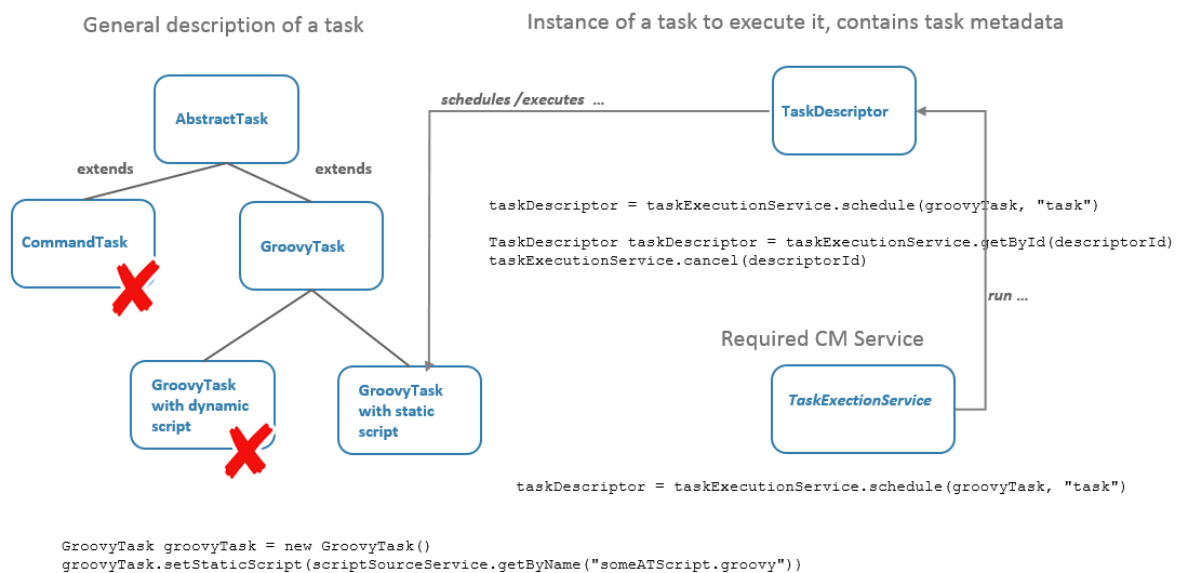 General description of a task
Instance of a task to execute it, contains task metadata
AbstractTask
schedules /executes ...
TaskDescriptor
extends
extends
CommandTask
GroovyTask
taskDescriptor = taskExecutionService.schedule(groovyTask, "task")
TaskDescriptor taskDescriptor = taskExecutionService.getById(descriptorId)
taskExecutionService.cancel(descriptorId)
run ...
Required CM Service
GroovyTask
with dynamic
script
GroovyTask
with static
script
TaskExectionService
taskDescriptor = taskExecutionService.schedule(groovyTask, "task")
GroovyTask groovyTask = new GroovyTask()
groovyTask.setStaticScript(scriptSourceService.getByName("someATScript.groovy"))